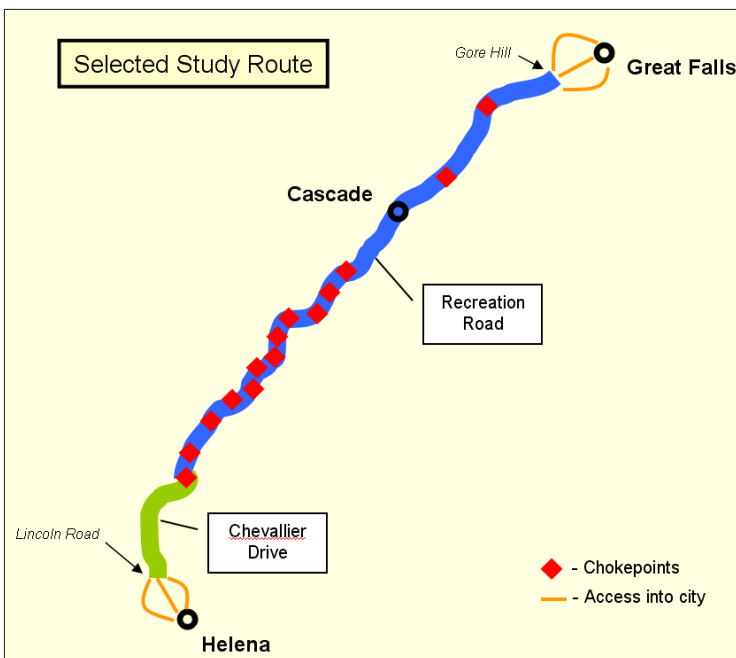 Selected Study Route
Gore Hill
Great Falls
Cascade
Recreation
Road
Chevallier
Drive
Lincoln Road
Helena
- Chokepoints
- Access into city